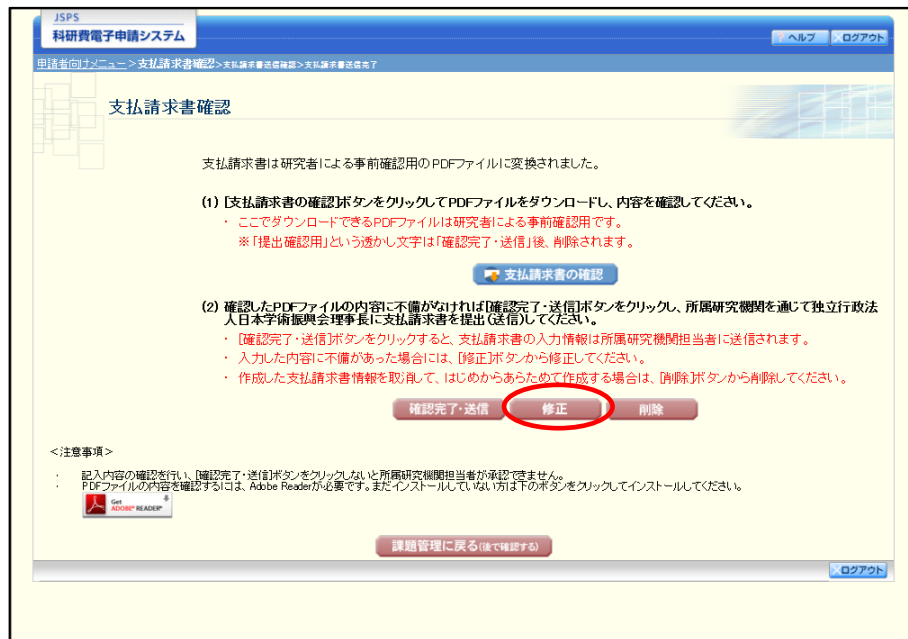 JSPS
科研費電子申請システム
ヘルプ
ログアウト
申請者向けメニュー>支払請求書確認>支払請求書送信確認>支払請求書送信完了
支払請求書確認
支払請求書は研究者による事前確認用のPDFファイルに変換されました。
(1) [支払請求書の確認]ボタンをクリックしてPDFファイルをダウンロードし、内容を確認してください。
・ ここでダウンロードできるPDFファイルは研究者による事前確認用です。
※「提出確認用」という透かし文字は「確認完了・送信」後、削除されます。
支払請求書の確認
(2) 確認したPDFファイルの内容に不備がなければ[確認完了・送信]ボタンをクリックし、所属研究機関を通じて独立行政法
人日本学術振興会理事長に支払請求書を提出(送信)してください。
・ [確認完了・送信]ボタンをクリックすると、支払請求書の入力情報は所属研究機関担当者に送信されます。
・ 入力した内容に不備があった場合には、[修正]ボタンから修正してください。
・ 作成した支払請求書情報を取消して、はじめからあらためて作成する場合は、[削除]ボタンから削除してください。
確認完了・送信
修正
削除
<注意事項>
・ 記入内容の確認を行い、[確認完了・送信]ボタンをクリックしないと所属研究機関担当者が承認できません。
・ PDFファイルの内容を確認するには、Adobe Readerが必要です。まだインストールしていない方は下のボタンをクリックしてインストールしてください。
Get
ADOBE® READER®
課題管理に戻る(後で確認する)
ログアウト